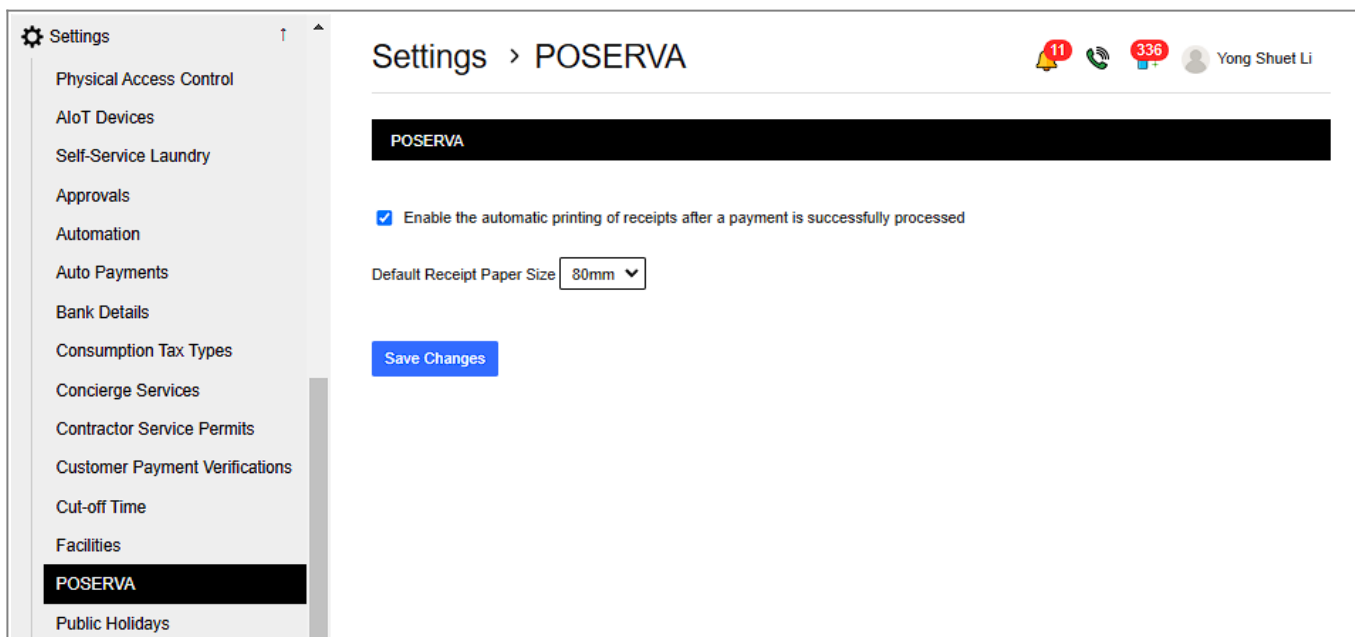 Settings ↑
Physical Access Control
AIoT Devices
Self-Service Laundry
Approvals
Automation
Auto Payments
Bank Details
Consumption Tax Types
Concierge Services
Contractor Service Permits
Customer Payment Verifications
Cut-off Time
Facilities
POSERVA
Public Holidays
Settings > POSERVA
11
336
Yong Shuet Li
POSERVA
Enable the automatic printing of receipts after a payment is successfully processed
Default Receipt Paper Size 80mm
Save Changes